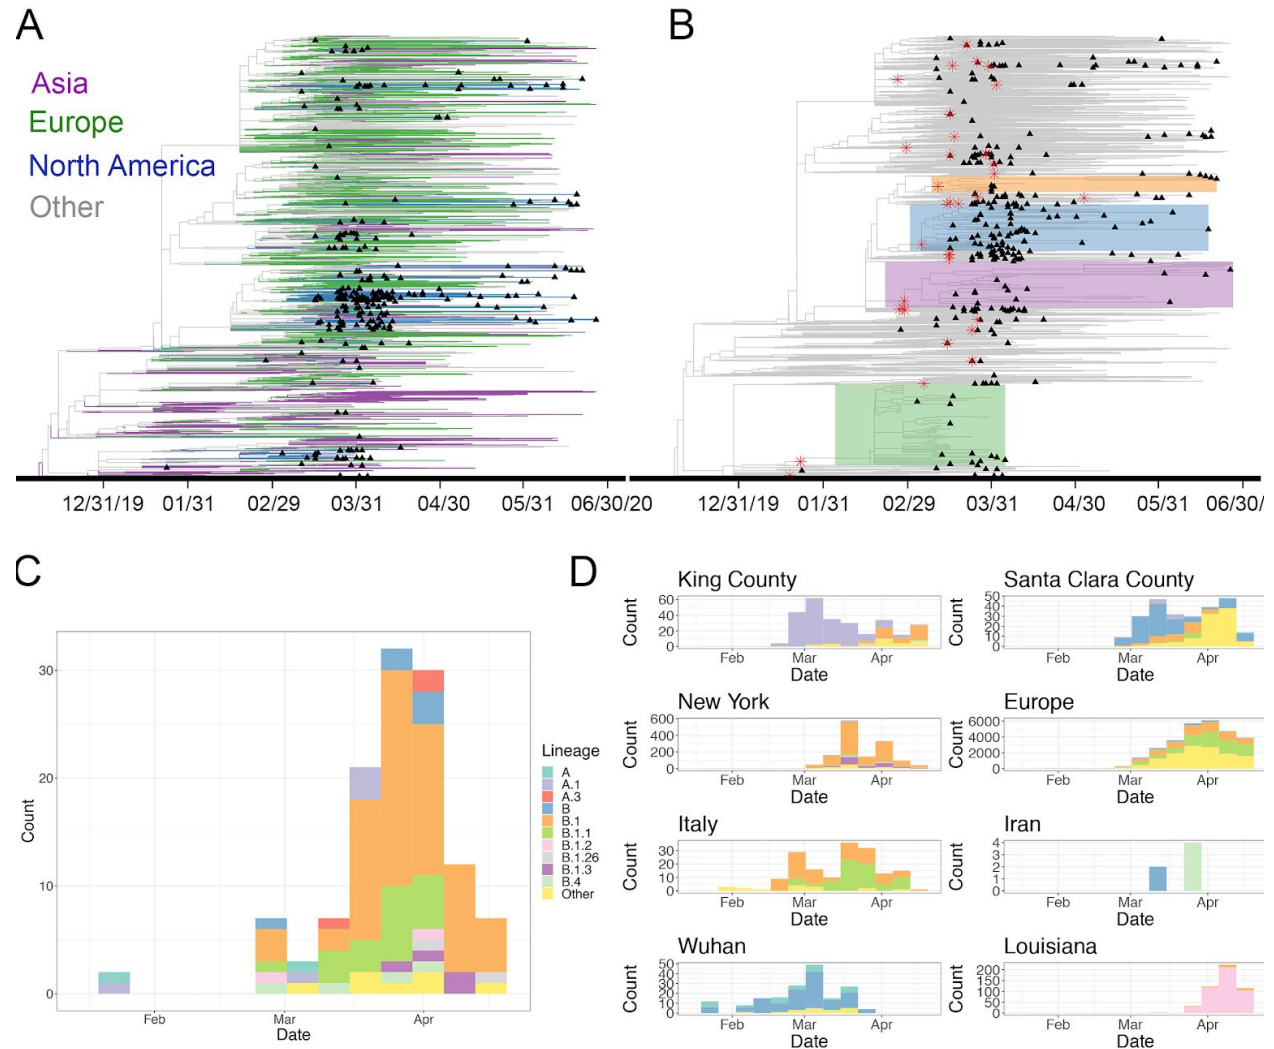 A
B
Asia
Europe
North America
Other
12/31/19 01/31 02/29 03/31 04/30 05/31 06/30/20
12/31/19 01/31 02/29 03/31 04/30 05/31 06/30/
C
D
Count
30
20
10
0
Feb Mar Apr
Date
Lineage
A
A.1
A.3
B
B.1
B.1.1
B.1.2
B.1.26
B.1.3
B.4
Other
King County
Count
60
40
20
0
Feb Mar Apr
Date
Santa Clara County
Count
50
40
30
20
10
0
Feb Mar Apr
Date
New York
Count
600
400
200
0
Feb Mar Apr
Date
Europe
Count
6000
4000
2000
Feb Mar Apr
Date
Italy
Count
30
20
10
0
Feb Mar Apr
Date
Iran
Count
4
3
2
1
0
Feb Mar Apr
Date
Wuhan
Count
50
40
30
20
10
0
Feb Mar Apr
Date
Louisiana
Count
200
150
100
50
0
Feb Mar Apr
Date